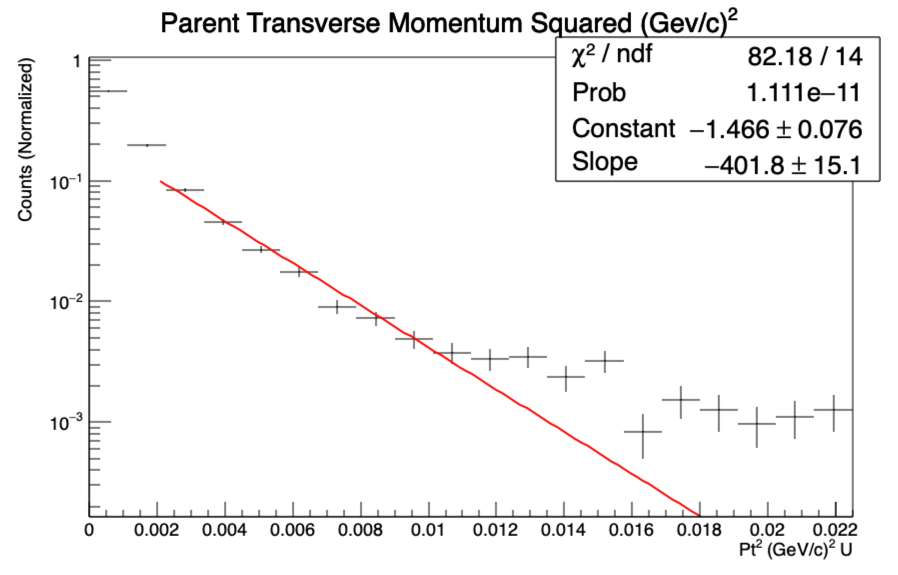 Parent Transverse Momentum Squared (Gev/c)²
χ² / ndf 82.18 / 14
Prob 1.111e−11
Constant −1.466 ± 0.076
Slope −401.8 ± 15.1
Counts (Normalized)
1
10⁻¹
10⁻²
10⁻³
0 0.002 0.004 0.006 0.008 0.01 0.012 0.014 0.016 0.018 0.02 0.022
Pt² (GeV/c)² U